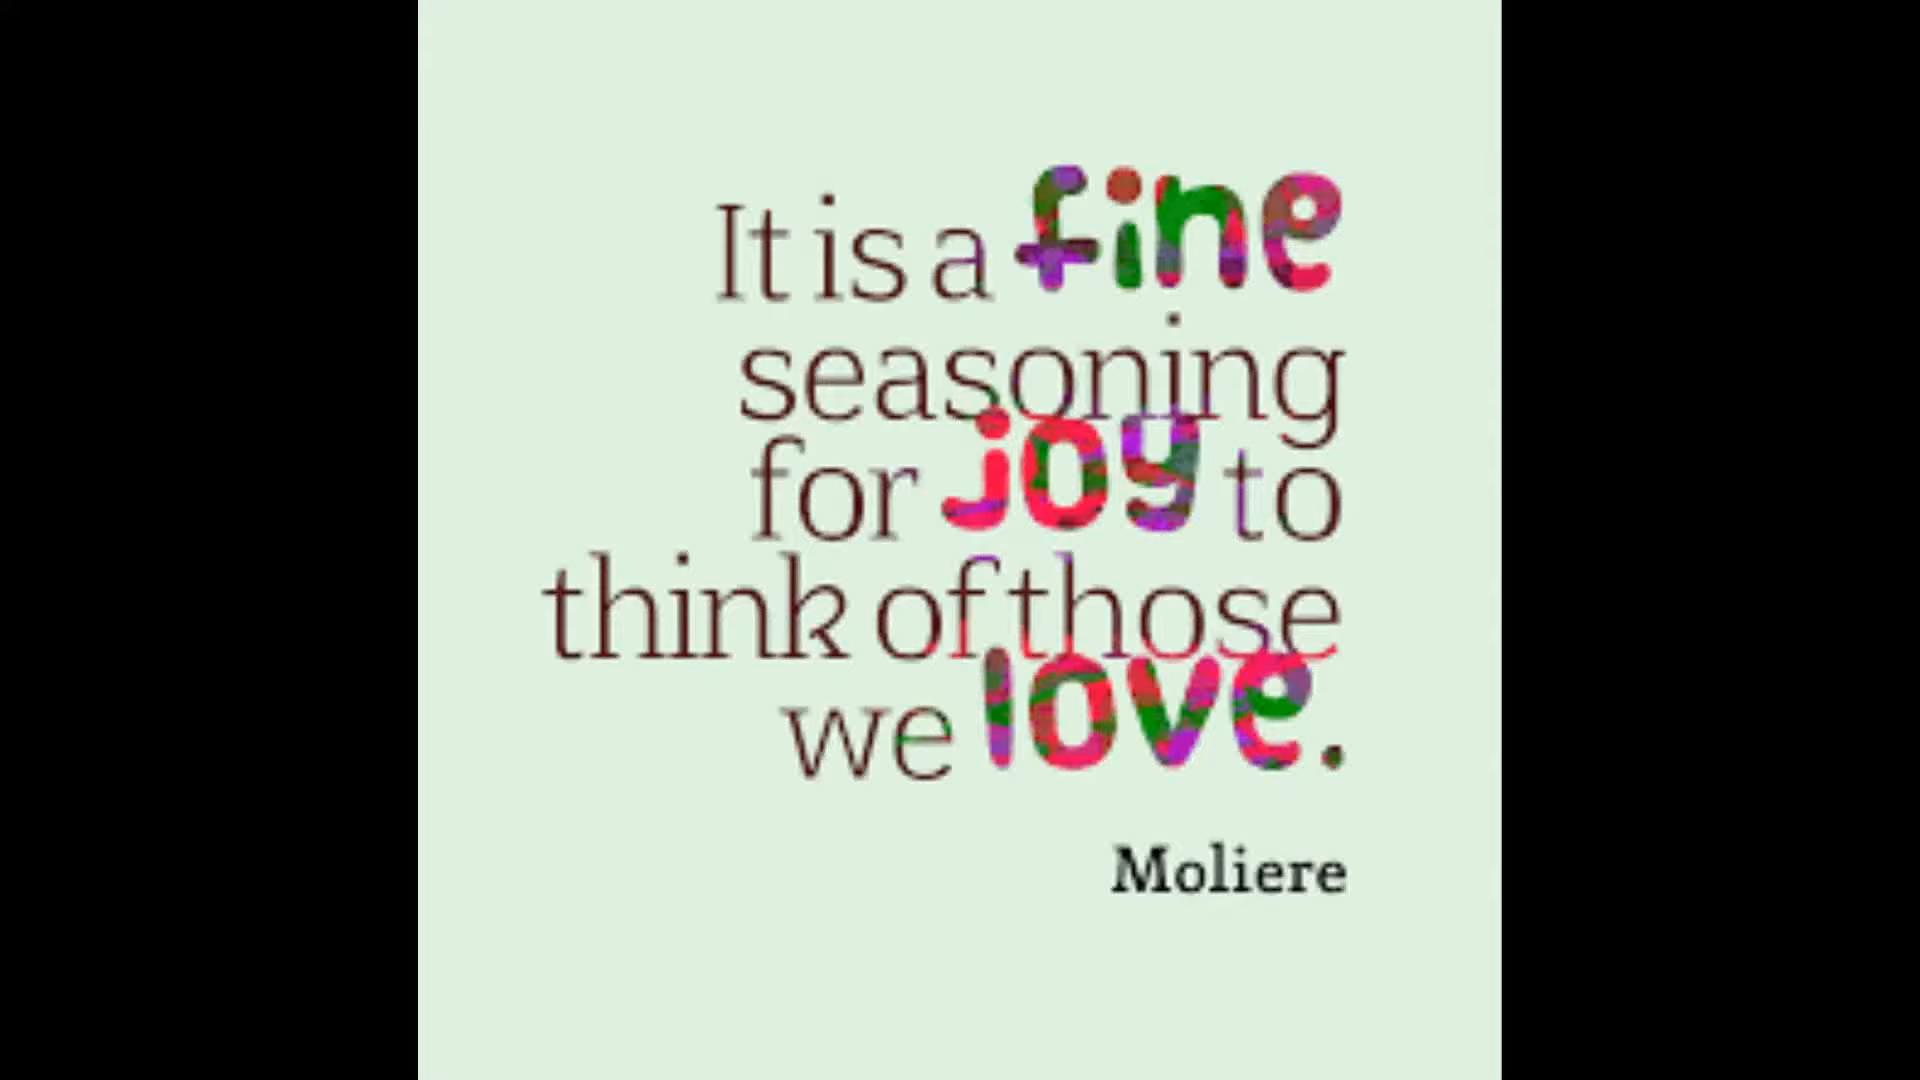 It is a fine
seasoning
for joy to
think of those
we love.
Moliere